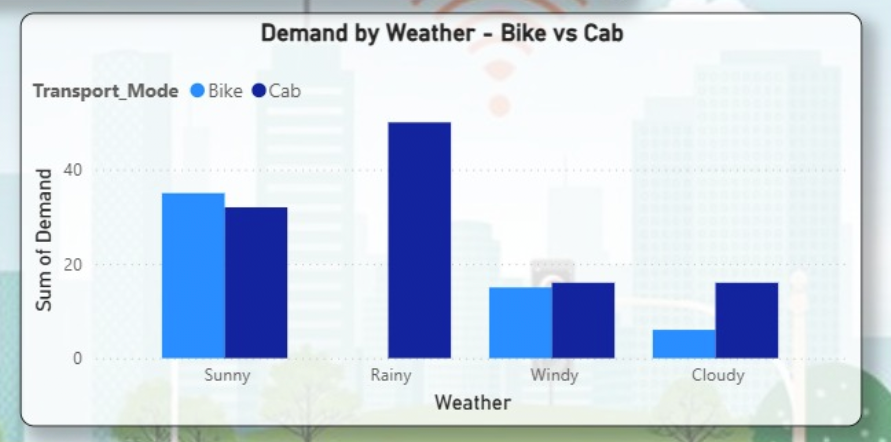 Demand by Weather - Bike vs Cab
Transport_Mode Bike Cab
Sum of Demand
40
20
0
Sunny Rainy Windy Cloudy
Weather